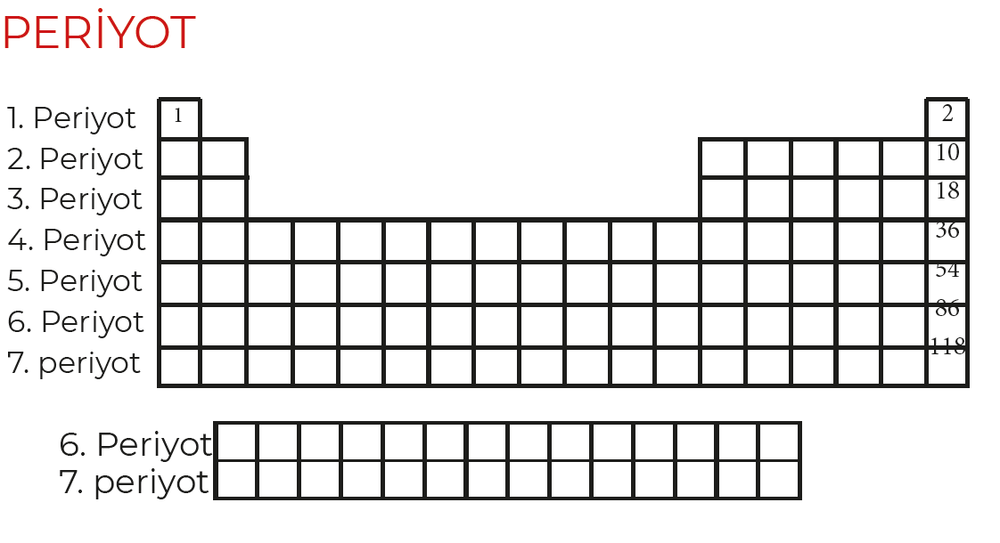 PERİYOT
1. Periyot 1 2
2. Periyot 10
3. Periyot 18
4. Periyot 36
5. Periyot 54
6. Periyot 86
7. periyot 118
6. Periyot
7. periyot